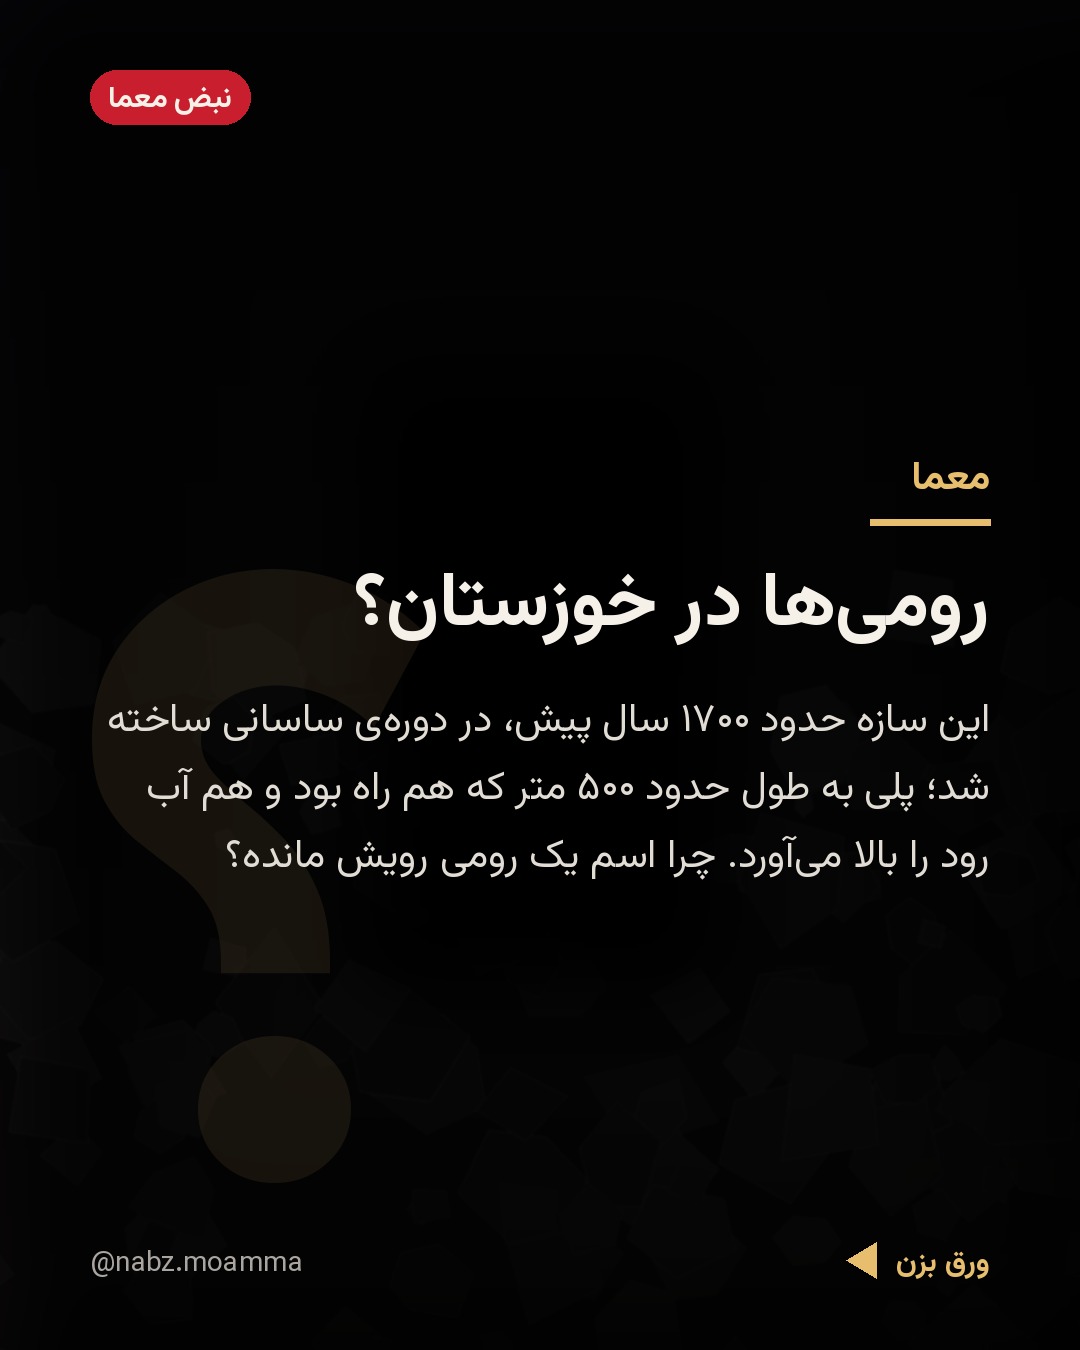 نبض معما
معما
رومی‌ها در خوزستان؟
این سازه حدود ۱۷۰۰ سال پیش، در دوره‌ی ساسانی ساخته
شد؛ پلی به طول حدود ۵۰۰ متر که هم راه بود و هم آب
رود را بالا می‌آورد. چرا اسم یک رومی رویش مانده؟
ورق بزن
@nabz.moamma